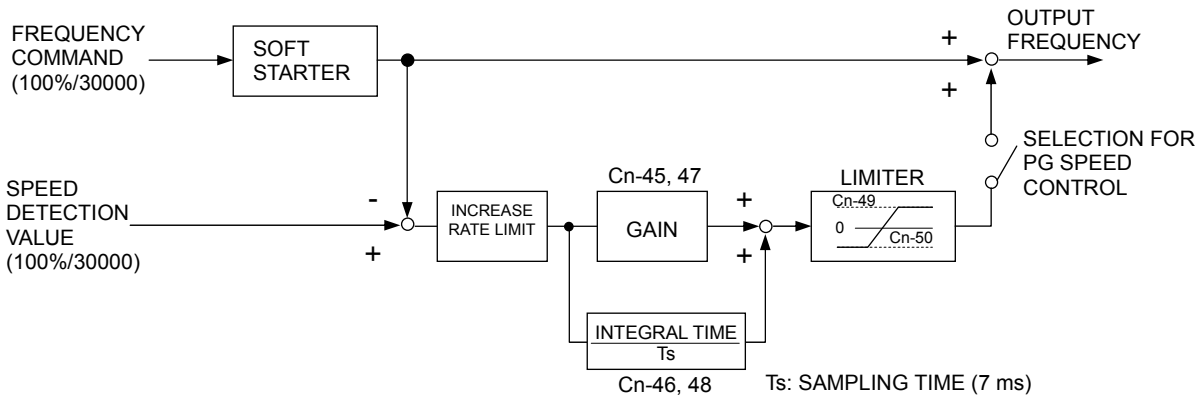 FREQUENCY
COMMAND
(100%/30000)
SOFT
STARTER
+
+
OUTPUT
FREQUENCY
SPEED
DETECTION
VALUE
(100%/30000)
-
+
INCREASE
RATE LIMIT
Cn-45, 47
GAIN
+
+
LIMITER
Cn-49
0
Cn-50
SELECTION FOR
PG SPEED
CONTROL
INTEGRAL TIME
Ts
Cn-46, 48
Ts: SAMPLING TIME (7 ms)